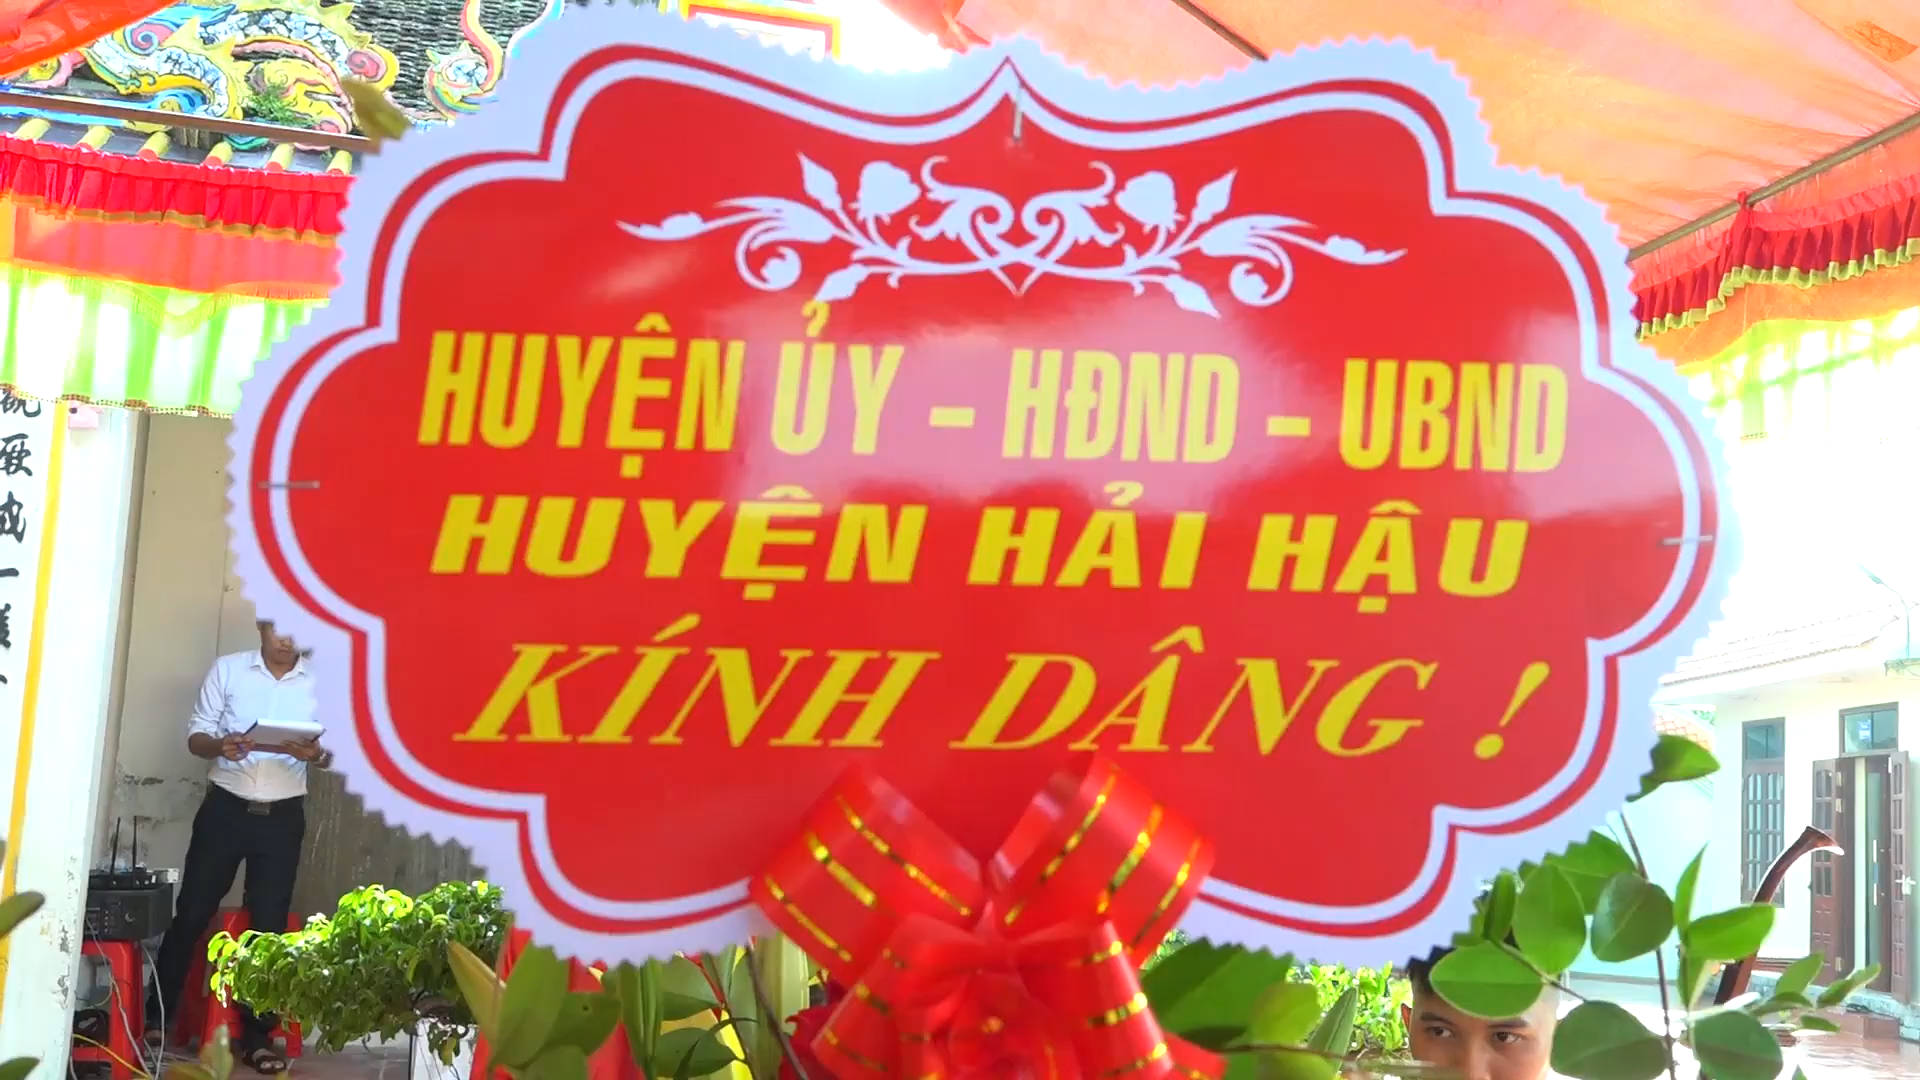 HUYỆN ỦY - HĐND - UBND
HUYỆN HẢI HẬU
KÍNH DÂNG !